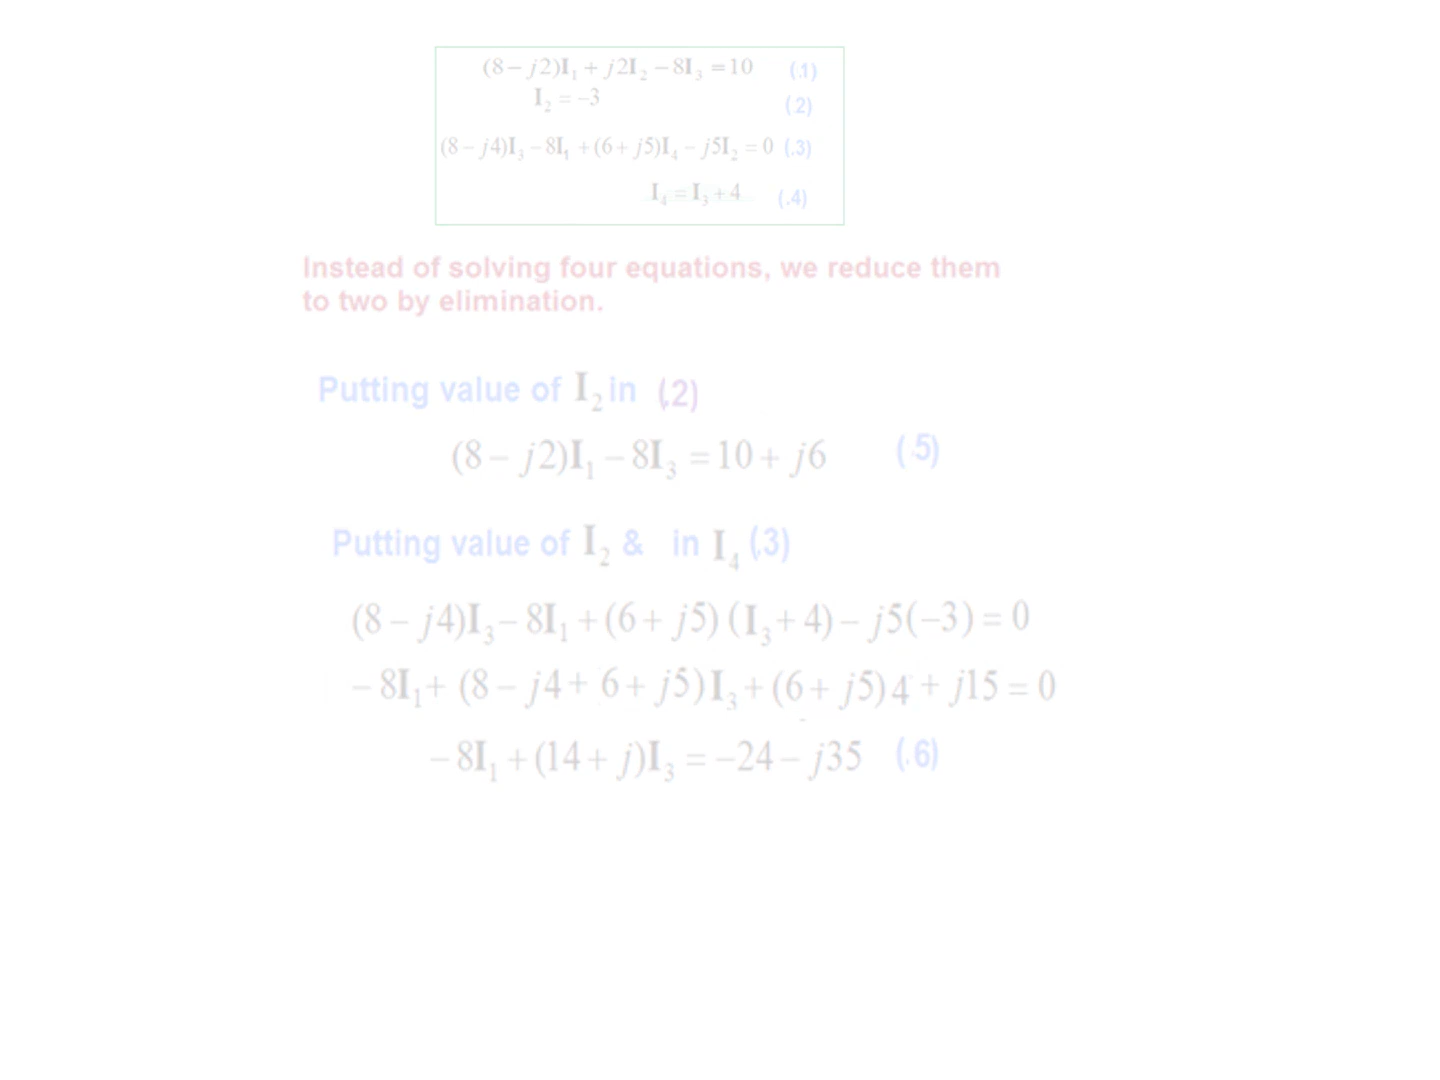 (8 − j2)I₁ + j2I₂ − 8I₃ = 10 (.1)
I₂ = −3 (.2)
(8 − j4)I₃ − 8I₁ + (6 + j5)I₄ − j5I₂ = 0 (.3)
I₄ = I₃ + 4 (.4)
Instead of solving four equations, we reduce them
to two by elimination.
Putting value of I₂ in (.2)
(8 − j2)I₁ − 8I₃ = 10 + j6 (.5)
Putting value of I₂ & in I₄ (.3)
(8 − j4)I₃ − 8I₁ + (6 + j5) (I₃ + 4) − j5(−3) = 0
− 8I₁ + (8 − j4 + 6 + j5)I₃ + (6 + j5)4 + j15 = 0
− 8I₁ + (14 + j)I₃ = −24 − j35 (.6)